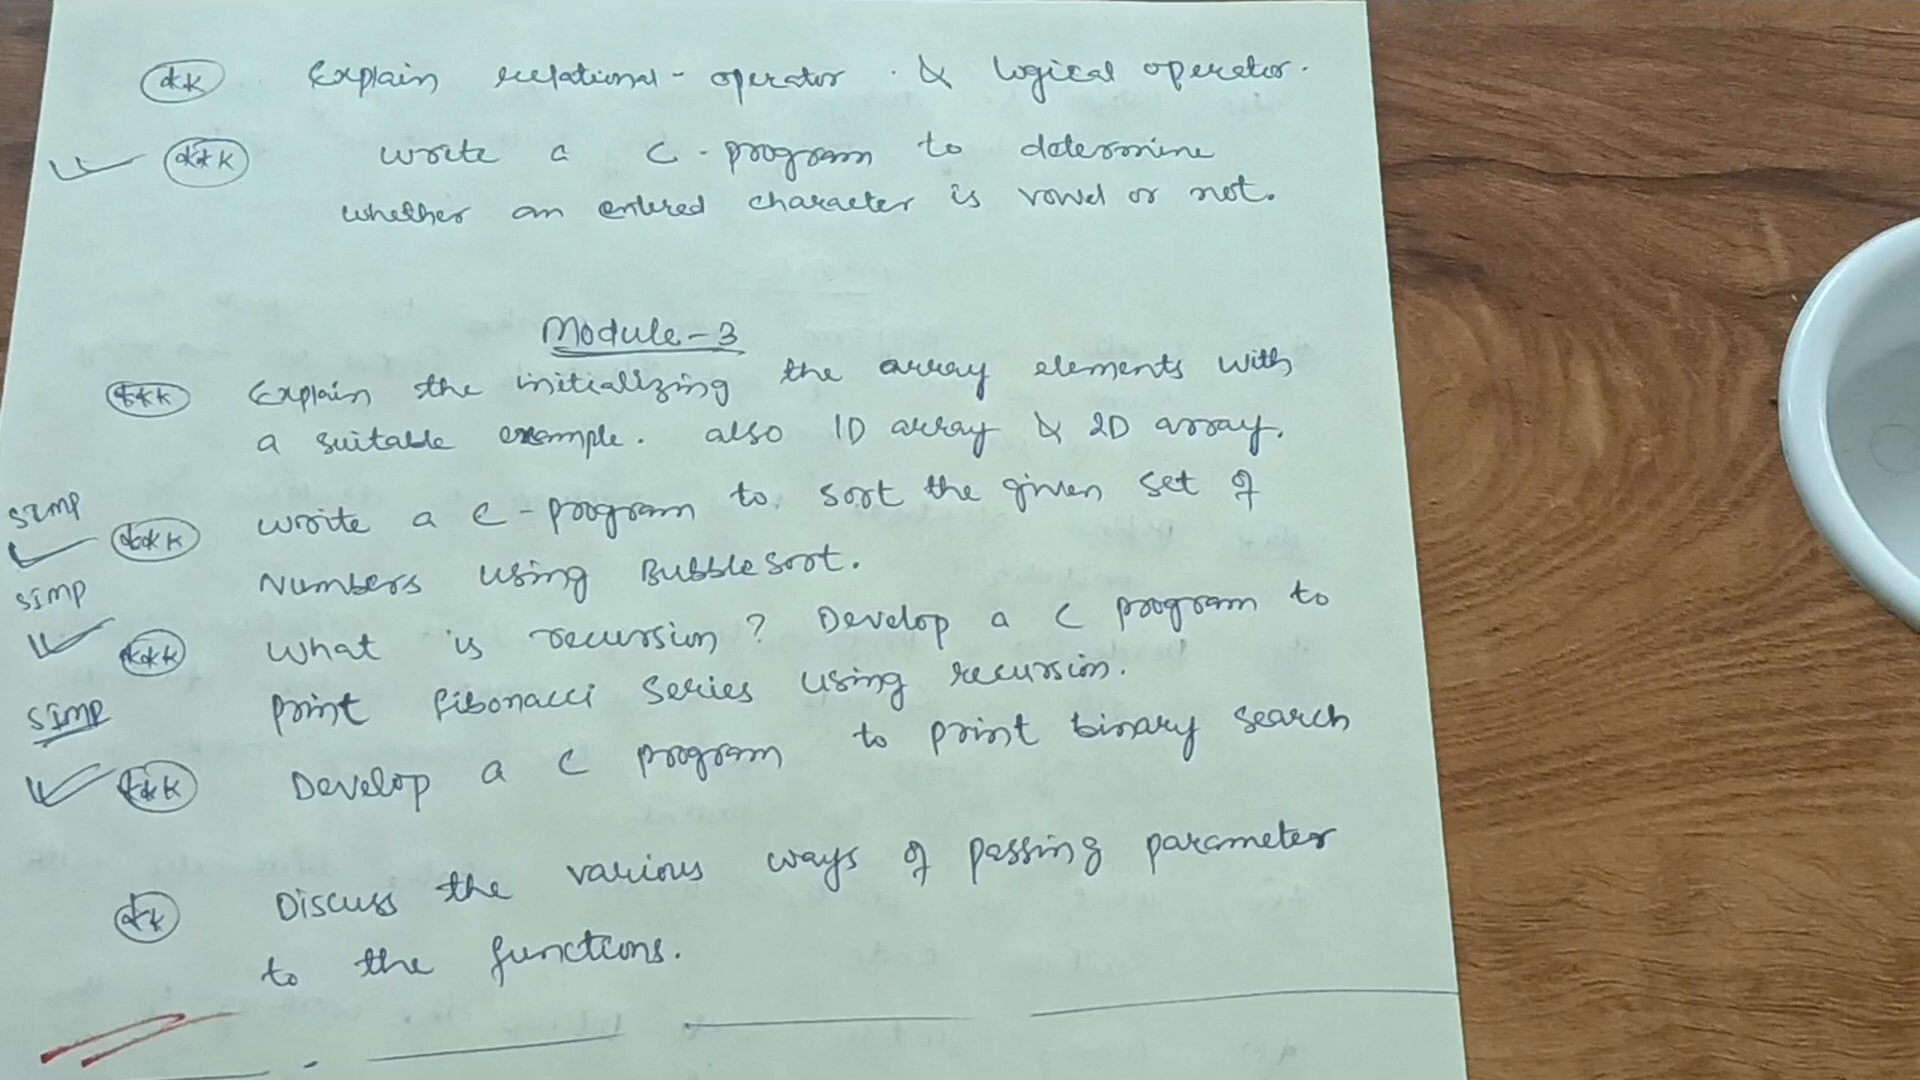 ** Explain relational - operator & logical operator.
*** write a C - program to determine
whether an entered character is vowel or not.
Module-3
*** Explain the initializing the array elements with
a suitable example. also 1D array & 2D array.
SIMP *** write a C - program to sort the given set of
Numbers using Bubble sort.
SIMP *** What is recursion? Develop a C program to
print fibonacci series using recursion.
SIMP *** Develop a C program to print binary search
** Discuss the various ways of passing parameter
to the functions.